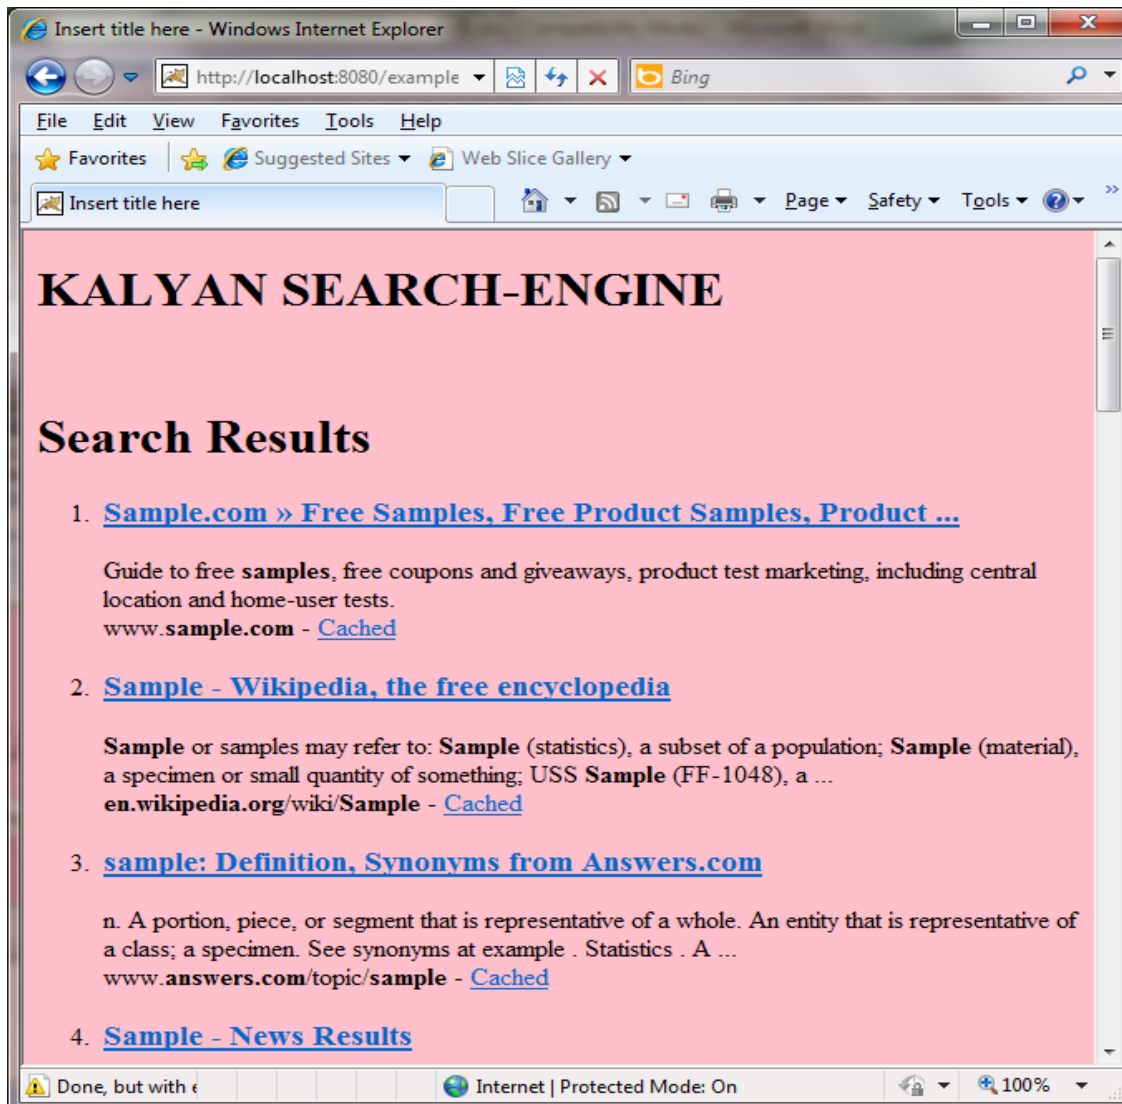 Insert title here - Windows Internet Explorer
http://localhost:8080/example
Bing
File Edit View Favorites Tools Help
Favorites Suggested Sites Web Slice Gallery
Insert title here
Page Safety Tools
KALYAN SEARCH-ENGINE
Search Results
1. Sample.com » Free Samples, Free Product Samples, Product ...
Guide to free samples, free coupons and giveaways, product test marketing, including central
location and home-user tests.
www.sample.com - Cached
2. Sample - Wikipedia, the free encyclopedia
Sample or samples may refer to: Sample (statistics), a subset of a population; Sample (material),
a specimen or small quantity of something; USS Sample (FF-1048), a ...
en.wikipedia.org/wiki/Sample - Cached
3. sample: Definition, Synonyms from Answers.com
n. A portion, piece, or segment that is representative of a whole. An entity that is representative of
a class; a specimen. See synonyms at example . Statistics . A ...
www.answers.com/topic/sample - Cached
4. Sample - News Results
Done, but with Internet | Protected Mode: On 100%